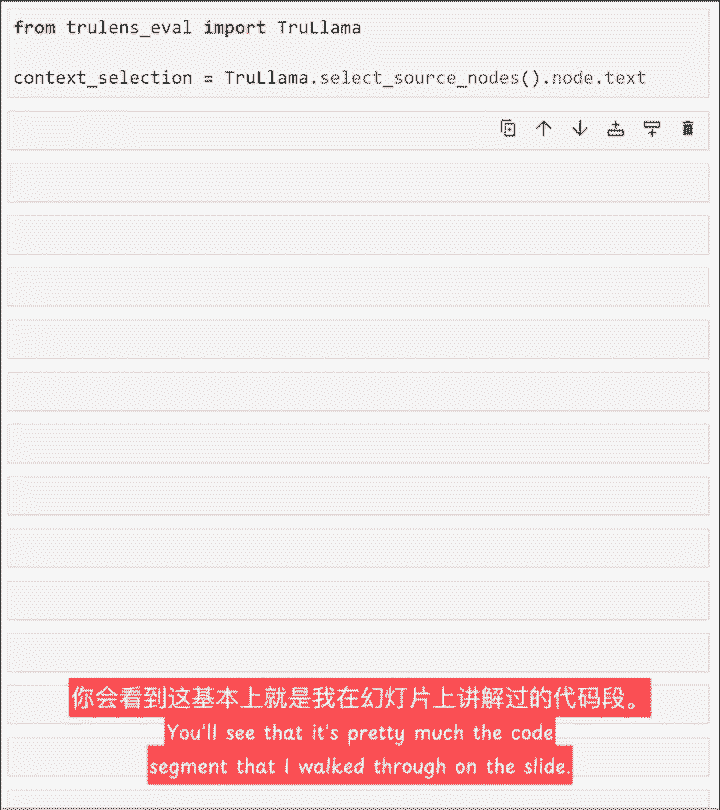 from trulens_eval import TruLlama
context_selection = TruLlama.select_source_nodes().node.text
你会看到这基本上就是我在幻灯片上讲解过的代码段。
You'll see that it's pretty much the code
segment that I walked through on the slide.